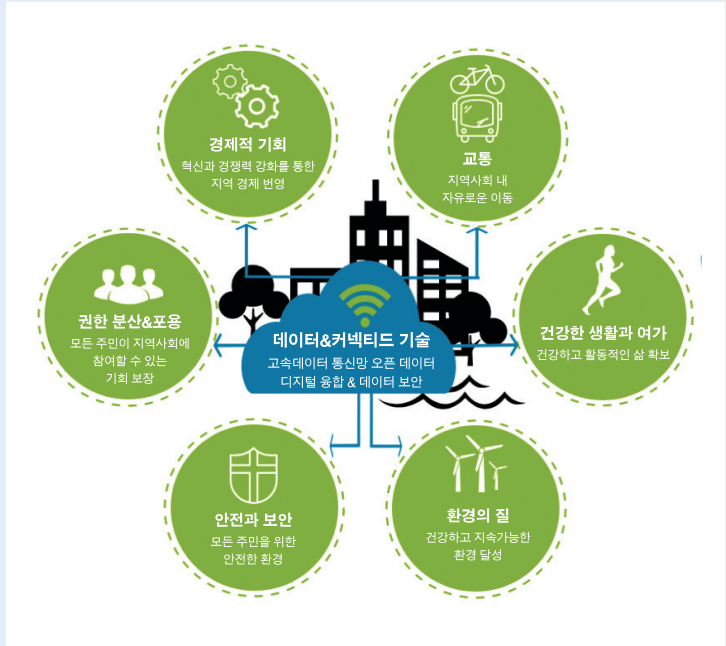 경제적 기회
혁신과 경쟁력 강화를 통한
지역 경제 번영
교통
지역사회 내
자유로운 이동
권한 분산&포용
모든 주민이 지역사회에
참여할 수 있는
기회 보장
데이터&커넥티드 기술
고속데이터 통신망 오픈 데이터
디지털 융합 & 데이터 보안
건강한 생활과 여가
건강하고 활동적인 삶 확보
안전과 보안
모든 주민을 위한
안전한 환경
환경의 질
건강하고 지속가능한
환경 달성